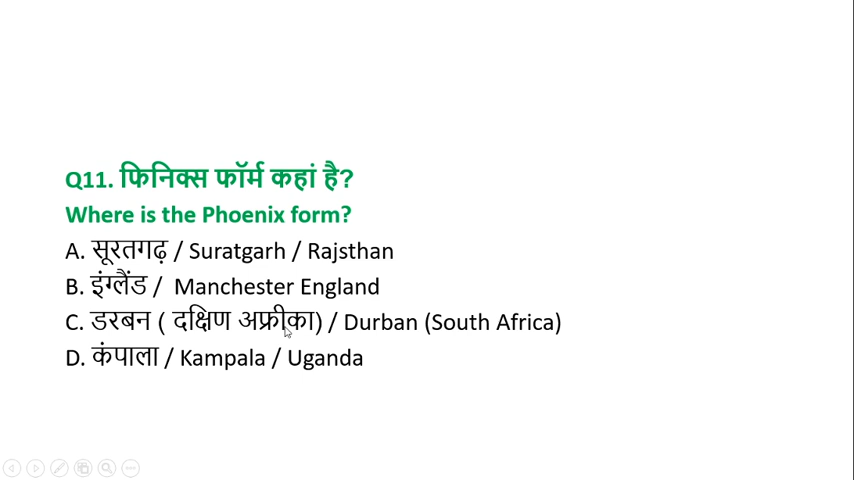 Q11. फिनिक्स फॉर्म कहां है?
Where is the Phoenix form?
A. सूरतगढ़ / Suratgarh / Rajsthan
B. इंग्लैंड / Manchester England
C. डरबन ( दक्षिण अफ्रीका) / Durban (South Africa)
D. कंपाला / Kampala / Uganda